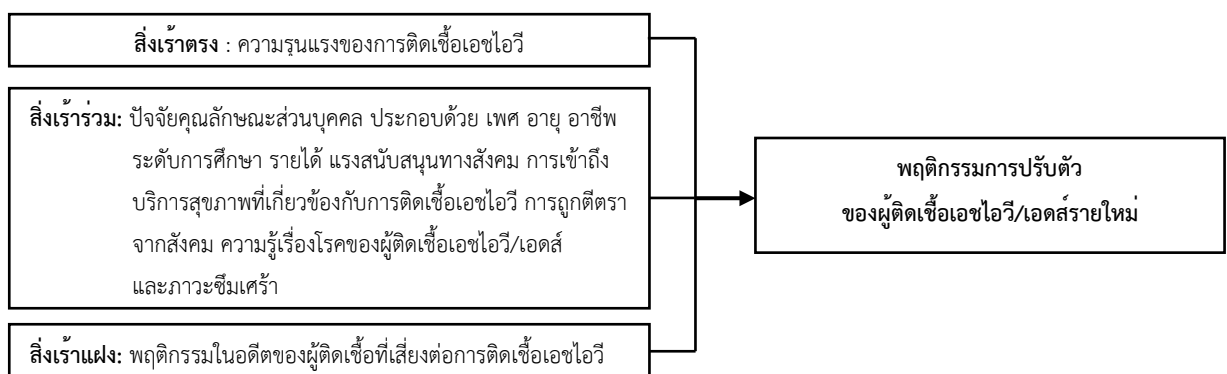 สิ่งเร้าตรง : ความรุนแรงของการติดเชื้อเอชไอวี
สิ่งเร้าร่วม: ปัจจัยคุณลักษณะส่วนบุคคล ประกอบด้วย เพศ อายุ อาชีพ
ระดับการศึกษา รายได้ แรงสนับสนุนทางสังคม การเข้าถึง
บริการสุขภาพที่เกี่ยวข้องกับการติดเชื้อเอชไอวี การถูกตีตรา
จากสังคม ความรู้เรื่องโรคของผู้ติดเชื้อเอชไอวี/เอดส์
และภาวะซึมเศร้า
สิ่งเร้าแฝง: พฤติกรรมในอดีตของผู้ติดเชื้อที่เสี่ยงต่อการติดเชื้อเอชไอวี
พฤติกรรมการปรับตัว
ของผู้ติดเชื้อเอชไอวี/เอดส์รายใหม่